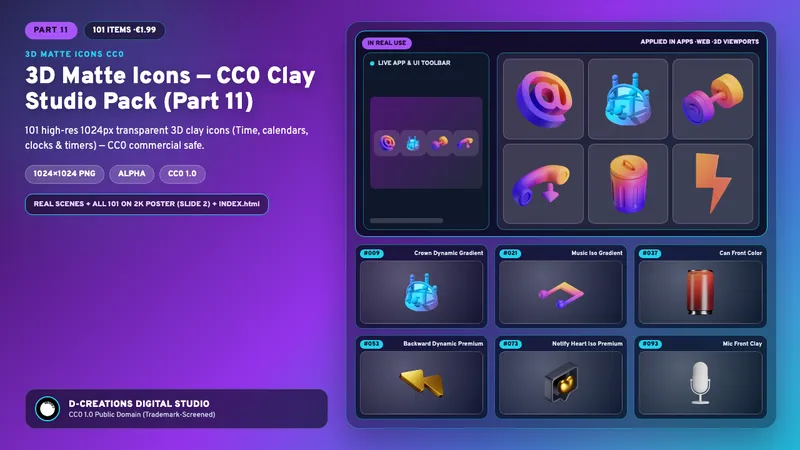 PART 11
101 ITEMS · €1.99
3D MATTE ICONS CC0
3D Matte Icons — CC0 Clay
Studio Pack (Part 11)
101 high-res 1024px transparent 3D clay icons (Time, calendars,
clocks & timers) — CC0 commercial safe.
1024×1024 PNG
ALPHA
CC0 1.0
REAL SCENES + ALL 101 ON 2K POSTER (SLIDE 2) + INDEX.html
D-CREATIONS DIGITAL STUDIO
CC0 1.0 Public Domain (Trademark-Screened)
IN REAL USE
APPLIED IN APPS · WEB · 3D VIEWPORTS
LIVE APP & UI TOOLBAR
#009
Crown Dynamic Gradient
#021
Music Iso Gradient
#037
Can Front Color
#053
Backward Dynamic Premium
#073
Notify Heart Iso Premium
#093
Mic Front Clay